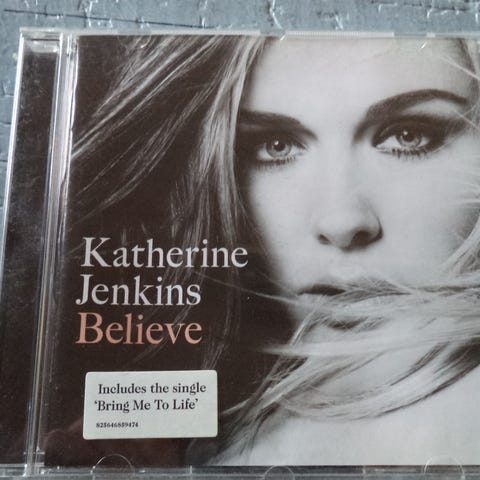 Katherine
Jenkins
Believe
Includes the single
‘Bring Me To Life’
825646859474